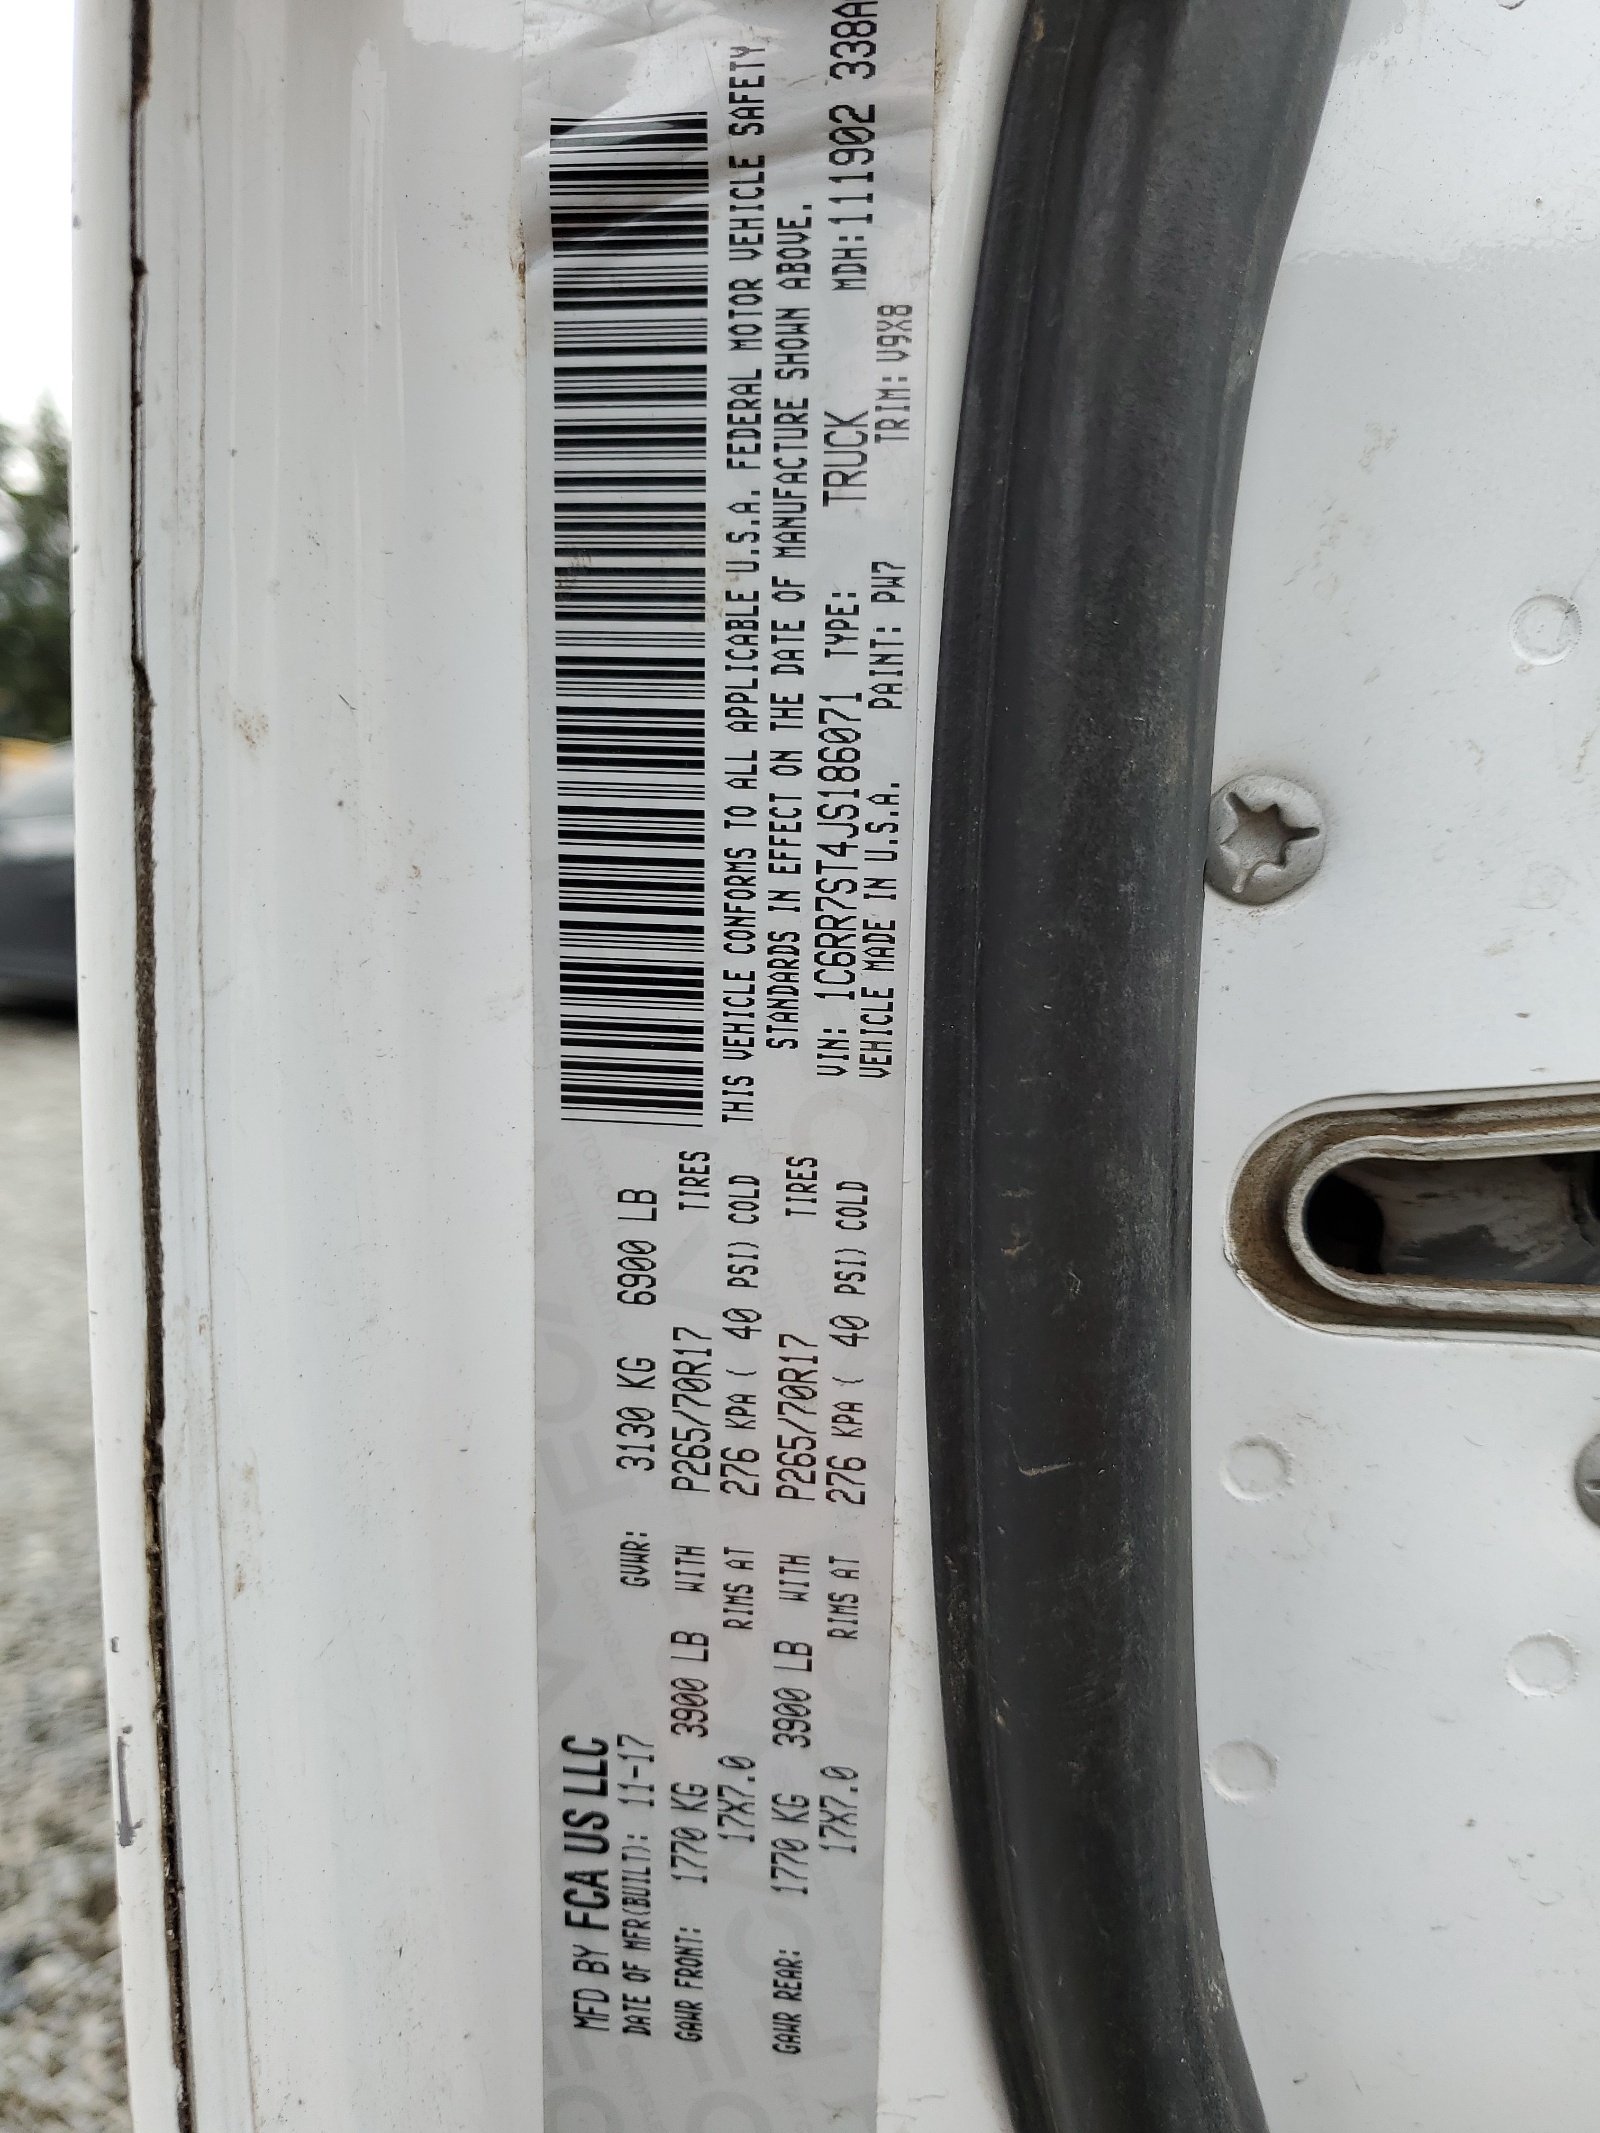 MFD BY FCA US LLC
DATE OF MFR(BUILT): 11-17 GVWR: 3130 KG 6900 LB
GAWR FRONT: 1770 KG 3900 LB WITH P265/70R17 TIRES
17X7.0 RIMS AT 276 KPA ( 40 PSI) COLD
GAWR REAR: 1770 KG 3900 LB WITH P265/70R17 TIRES
17X7.0 RIMS AT 276 KPA ( 40 PSI) COLD
THIS VEHICLE CONFORMS TO ALL APPLICABLE U.S.A. FEDERAL MOTOR VEHICLE SAFETY
STANDARDS IN EFFECT ON THE DATE OF MANUFACTURE SHOWN ABOVE.
VIN: 1C6RR7ST4JS186071 TYPE: TRUCK MDH:111902 338A
VEHICLE MADE IN U.S.A. PAINT: PW7 TRIM: V9X8